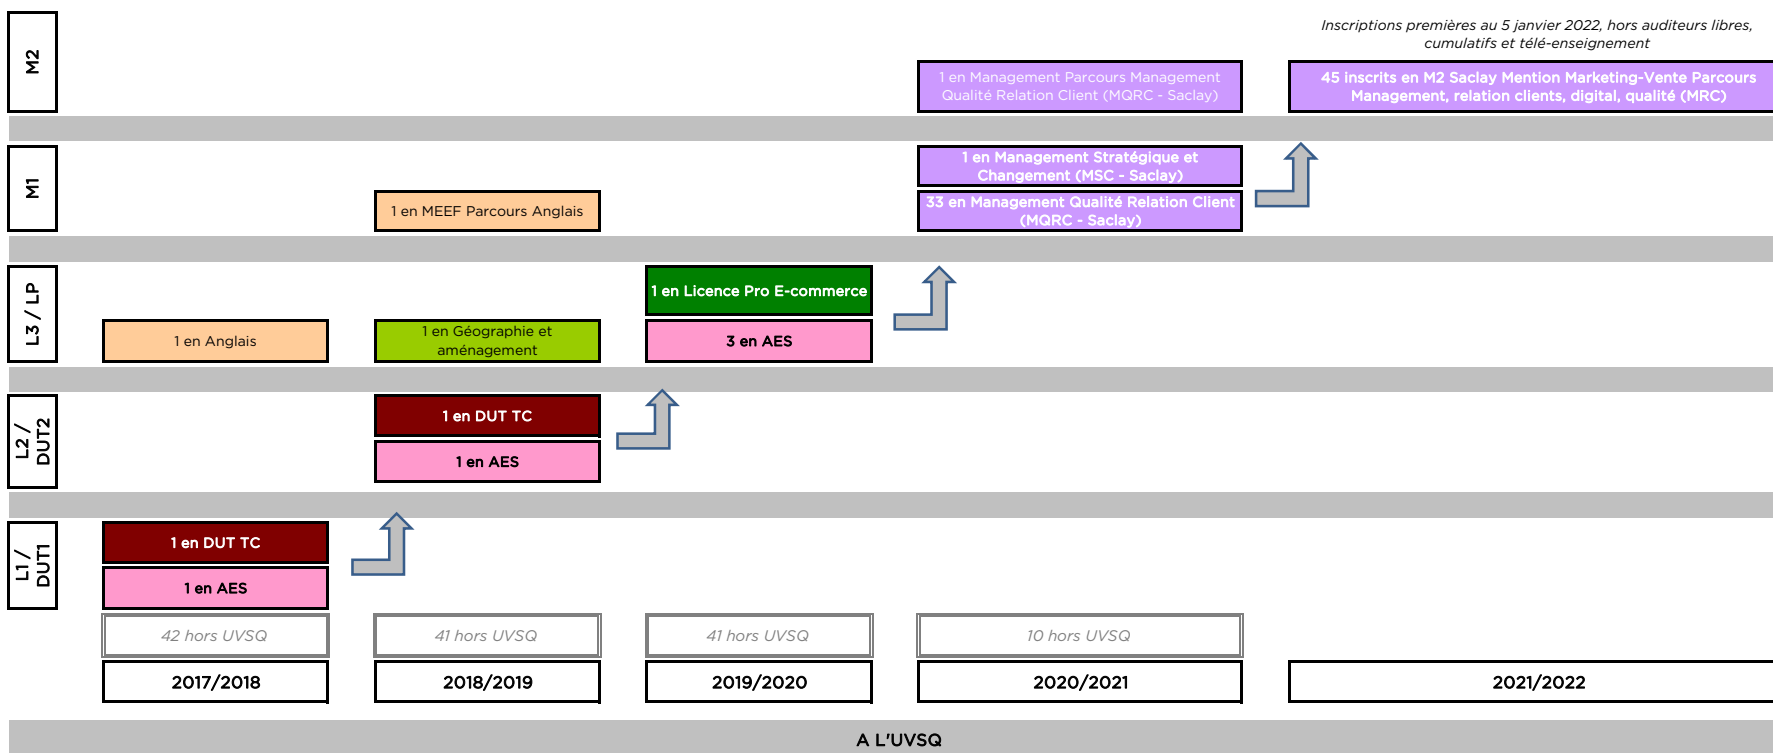 Inscriptions premières au 5 janvier 2022, hors auditeurs libres,
cumulatifs et télé-enseignement
M2
1 en Management Parcours Management
Qualité Relation Client (MQRC - Saclay)
45 inscrits en M2 Saclay Mention Marketing-Vente Parcours
Management, relation clients, digital, qualité (MRC)
M1
1 en MEEF Parcours Anglais
1 en Management Stratégique et
Changement (MSC - Saclay)
33 en Management Qualité Relation Client
(MQRC - Saclay)
L3 / LP
1 en Anglais
1 en Géographie et
aménagement
1 en Licence Pro E-commerce
3 en AES
L2 /
DUT2
1 en DUT TC
1 en AES
L1 /
DUT1
1 en DUT TC
1 en AES
42 hors UVSQ
41 hors UVSQ
41 hors UVSQ
10 hors UVSQ
2017/2018
2018/2019
2019/2020
2020/2021
2021/2022
A L'UVSQ